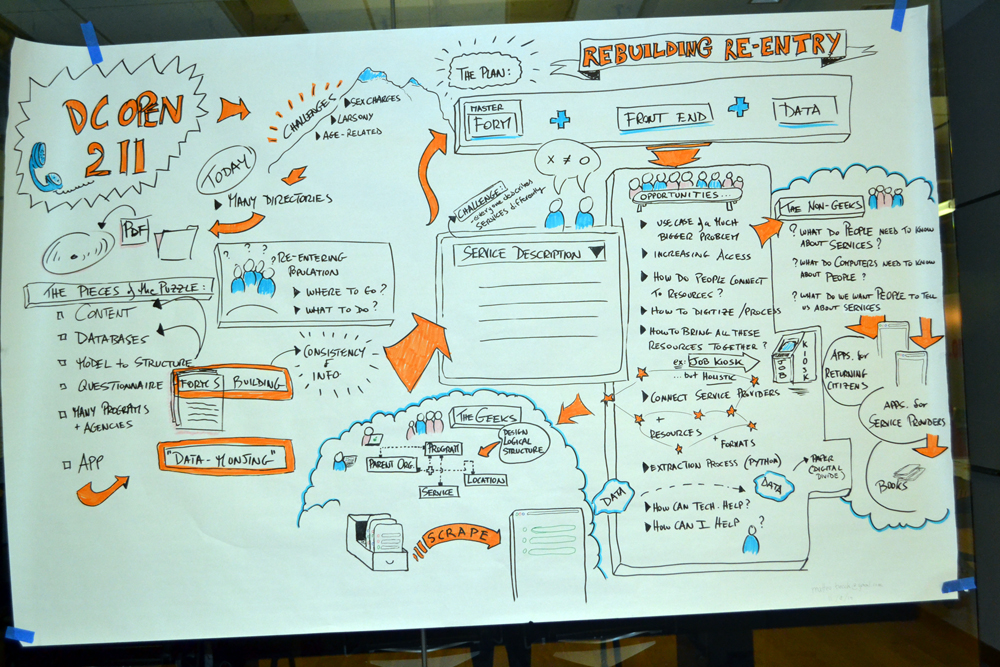 DC OPEN
211
CHALLENGES
SEX CHARGES
LARSONY
AGE-RELATED
TODAY
MANY DIRECTORIES
PDF
THE PIECES of the PUZZLE:
CONTENT
DATABASES
MODEL to STRUCTURE
QUESTIONNAIRE
MANY PROGRAMS
+ AGENCIES
APP
? ? ?
RE-ENTERING
POPULATION
WHERE TO GO?
WHAT TO DO?
CONSISTENCY
of
INFO
FORMS BUILDING
"DATA-MONJING"
THE PLAN:
REBUILDING RE-ENTRY
MASTER
FORM
+
FRONT END
+
DATA
X ≠ O
CHALLENGE:
everyone describes
SERVICES differently
SERVICE DESCRIPTION
THE GEEKS
DESIGN
LOGICAL
STRUCTURE
PROGRAM
PARENT ORG.
LOCATION
SERVICE
SCRAPE
OPPORTUNITIES...
USE CASE of a MUCH
BIGGER PROBLEM
INCREASING ACCESS
HOW DO PEOPLE CONNECT
TO RESOURCES?
HOW TO DIGITIZE/PROCESS
HOW TO BRING ALL THESE
RESOURCES TOGETHER?
ex: JOB KIOSK
...but HOLISTIC
JOB
KIOSK
CONNECT SERVICE PROVIDERS
+
RESOURCES
+ FORMATS
EXTRACTION PROCESS (PYTHON)
PAPER
(DIGITAL
DIVIDE)
DATA
DATA
HOW CAN TECH. HELP?
HOW CAN I HELP
?
THE NON-GEEKS
? WHAT DO PEOPLE NEED TO KNOW
ABOUT SERVICES?
? WHAT DO COMPUTERS NEED TO KNOW
ABOUT PEOPLE?
? WHAT DO WE WANT PEOPLE TO TELL
US ABOUT SERVICES
APPS. for
RETURNING
CITIZENS
APPS. for
SERVICE PROVIDERS
BOOKS